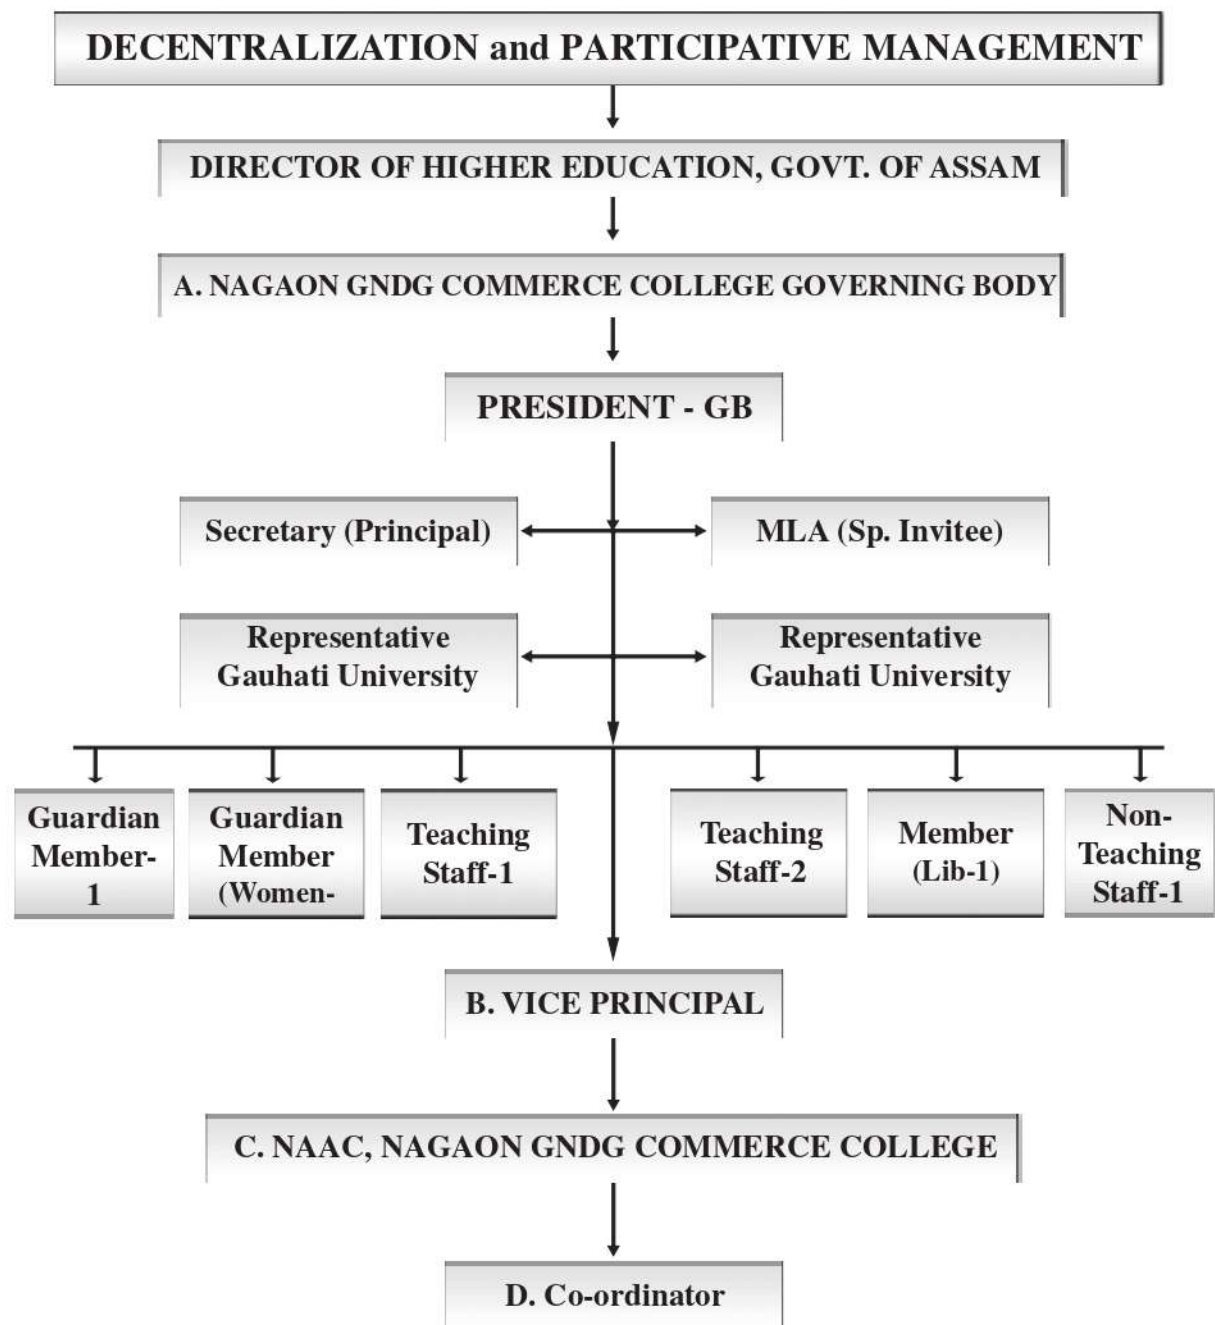 DECENTRALIZATION and PARTICIPATIVE MANAGEMENT
DIRECTOR OF HIGHER EDUCATION, GOVT. OF ASSAM
A. NAGAON GNDG COMMERCE COLLEGE GOVERNING BODY
PRESIDENT - GB
Secretary (Principal)
MLA (Sp. Invitee)
Representative
Gauhati University
Representative
Gauhati University
Guardian
Member-
1
Guardian
Member
(Women-
Teaching
Staff-1
Teaching
Staff-2
Member
(Lib-1)
Non-
Teaching
Staff-1
B. VICE PRINCIPAL
C. NAAC, NAGAON GNDG COMMERCE COLLEGE
D. Co-ordinator